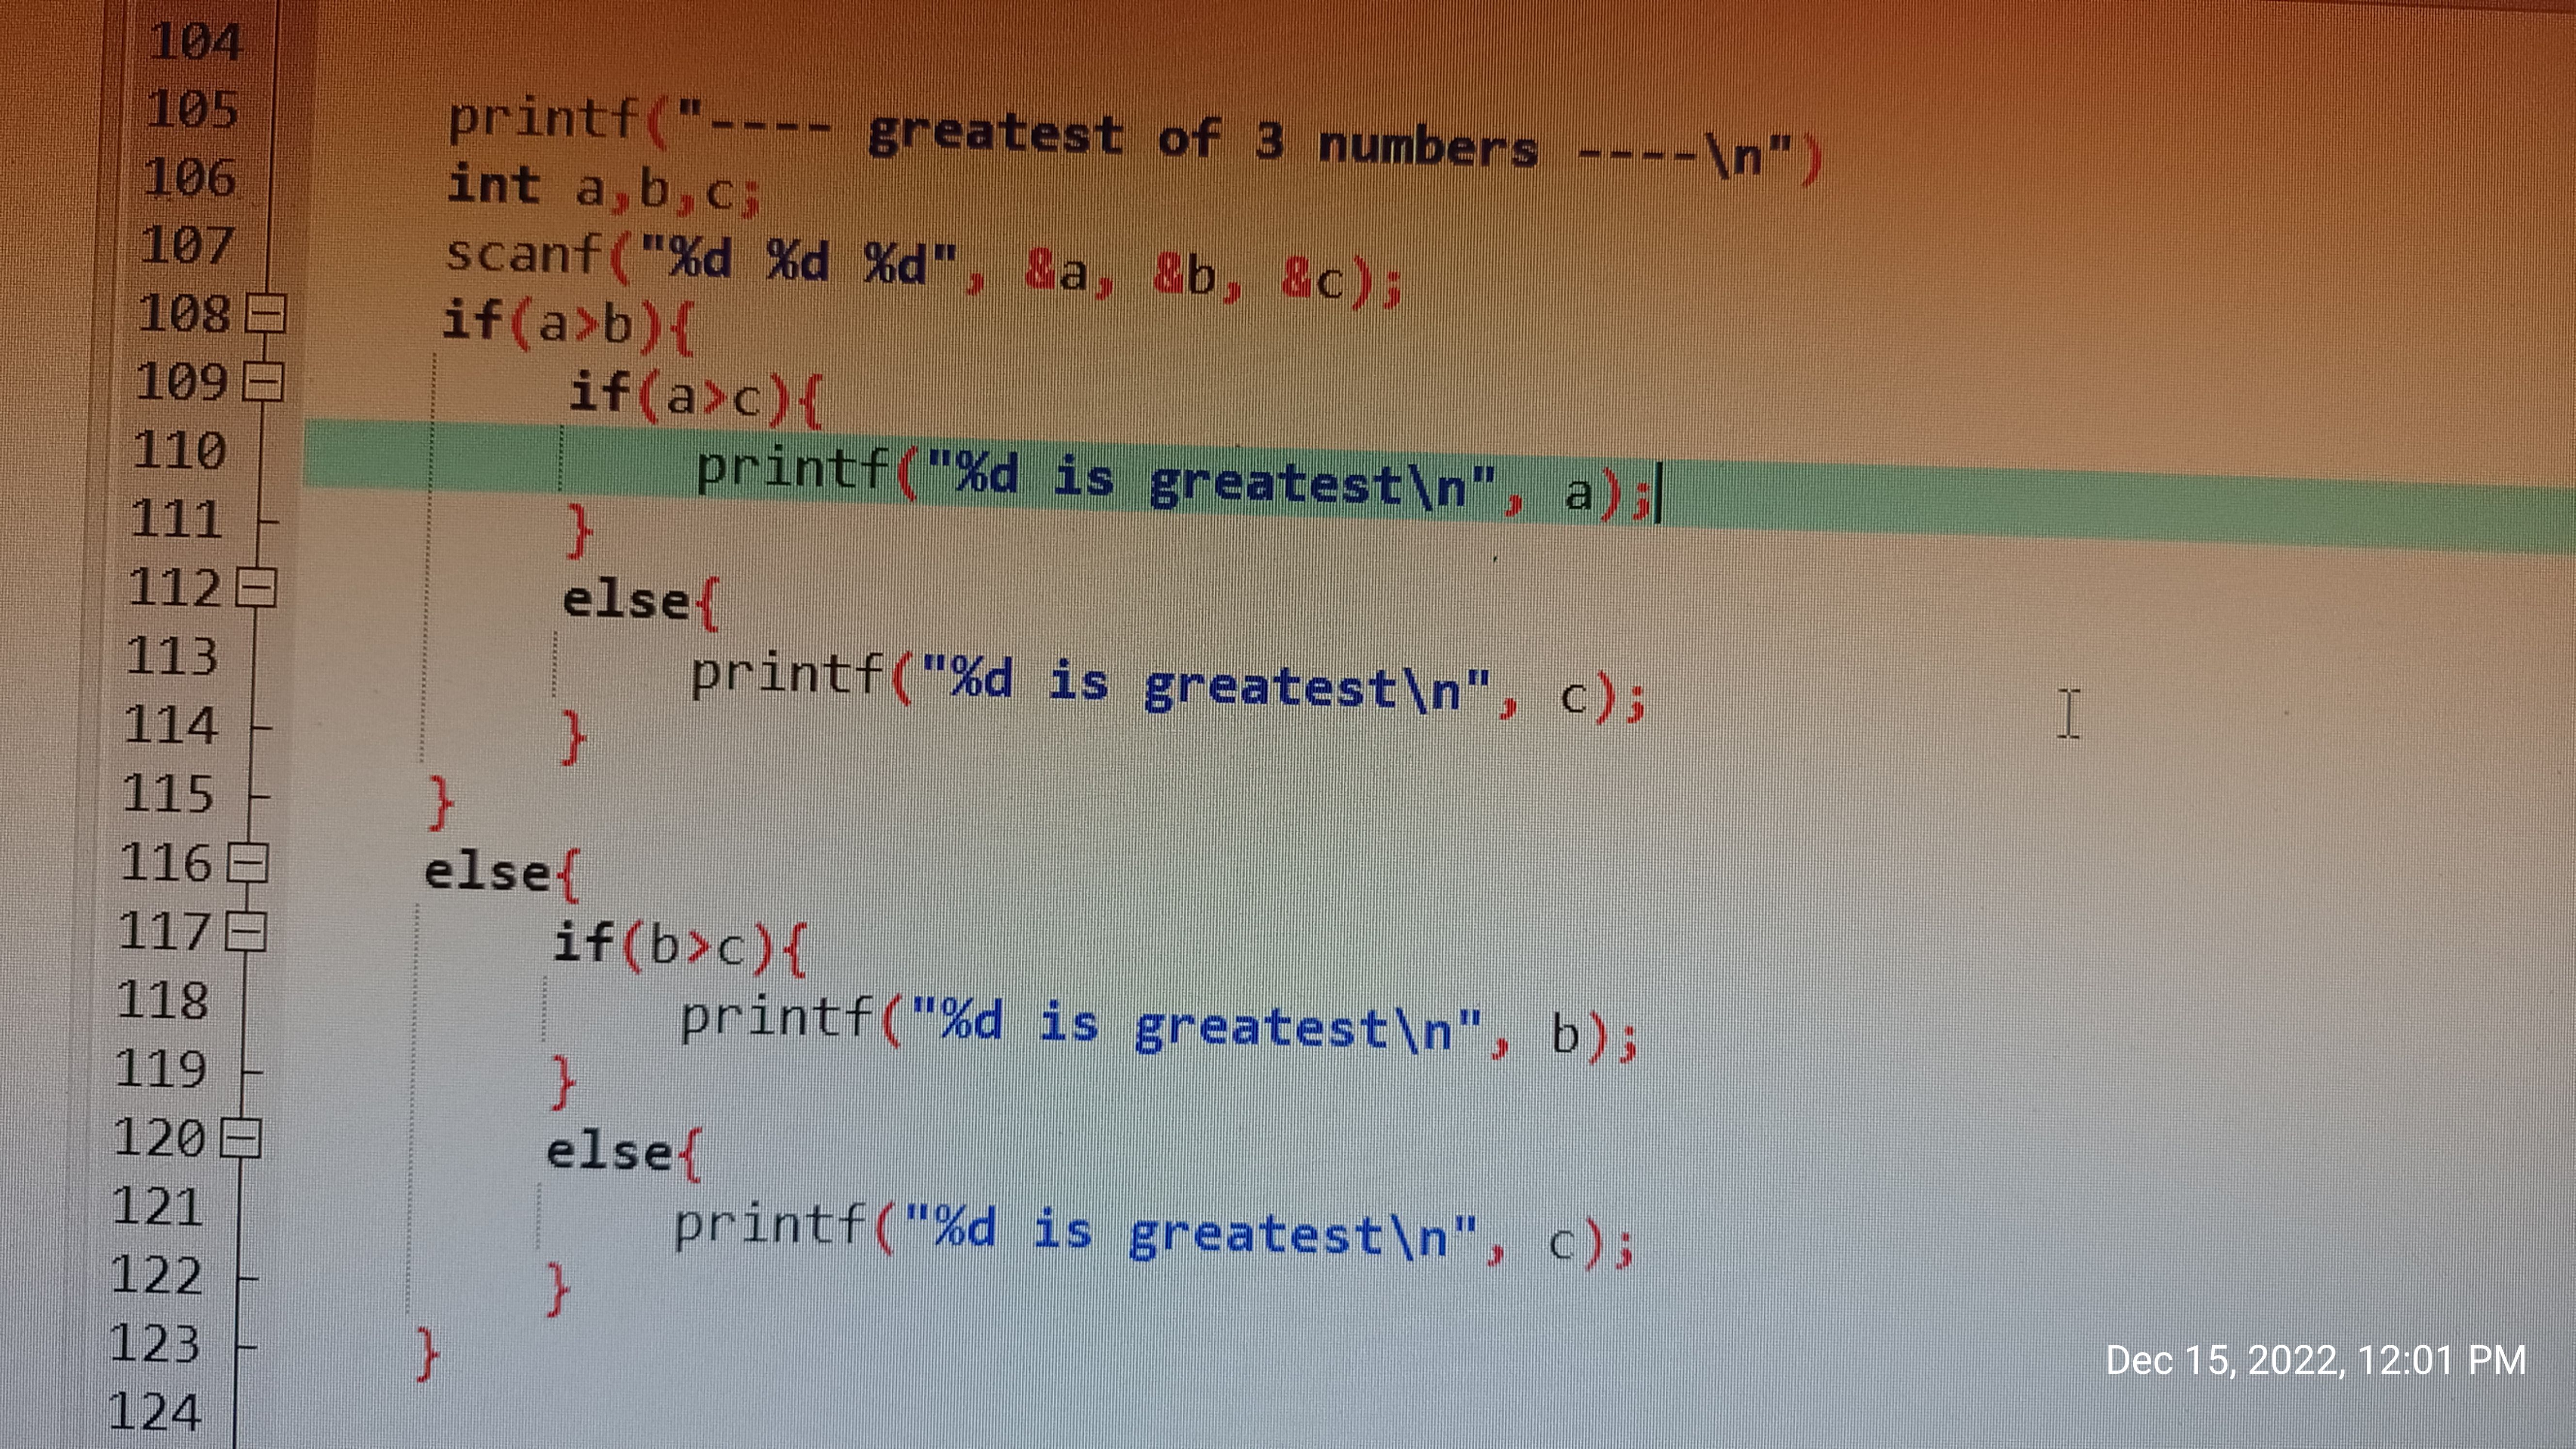 104
105 printf("---- greatest of 3 numbers ----\n")
106 int a,b,c;
107 scanf("%d %d %d", &a, &b, &c);
108 if(a>b){
109 if(a>c){
110 printf("%d is greatest\n", a);
111 }
112 else{
113 printf("%d is greatest\n", c);
114 }
115 }
116 else{
117 if(b>c){
118 printf("%d is greatest\n", b);
119 }
120 else{
121 printf("%d is greatest\n", c);
122 }
123 }
124
Dec 15, 2022, 12:01 PM